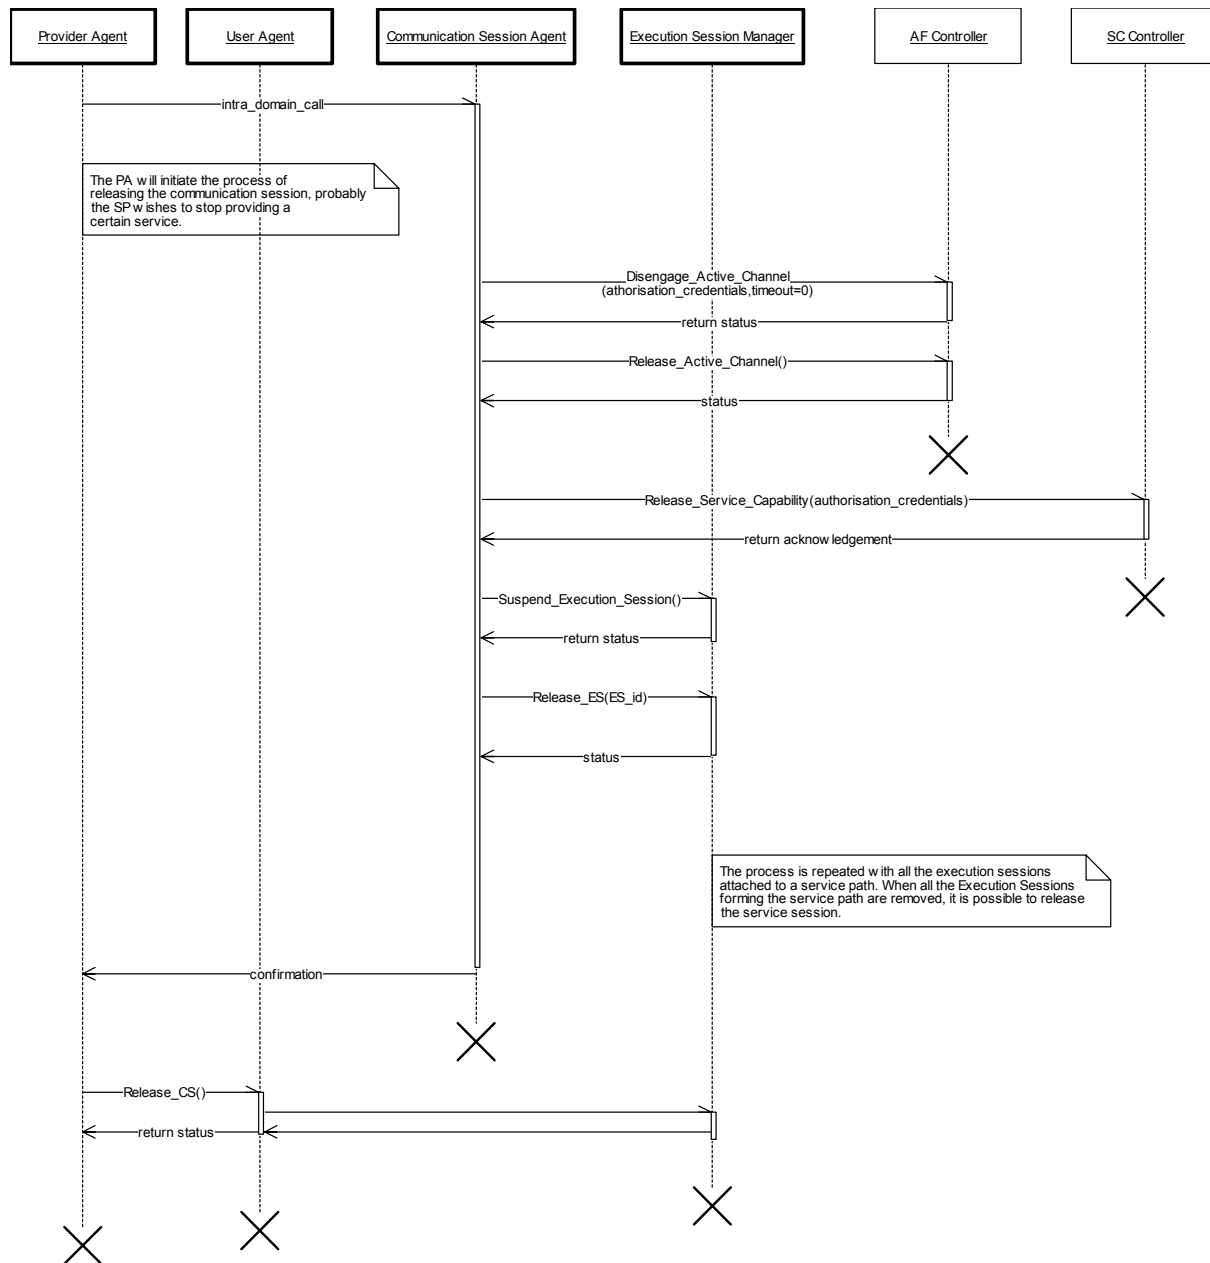 Provider Agent
User Agent
Communication Session Agent
Execution Session Manager
AF Controller
SC Controller
intra_domain_call
The PA will initiate the process of
releasing the communication session, probably
the SP wishes to stop providing a
certain service.
Disengage_Active_Channel
(athorisation_credentials,timeout=0)
return status
Release_Active_Channel()
status
Release_Service_Capability(authorisation_credentials)
return acknowledgement
Suspend_Execution_Session()
return status
Release_ES(ES_id)
status
The process is repeated with all the execution sessions
attached to a service path. When all the Execution Sessions
forming the service path are removed, it is possible to release
the service session.
confirmation
Release_CS()
return status